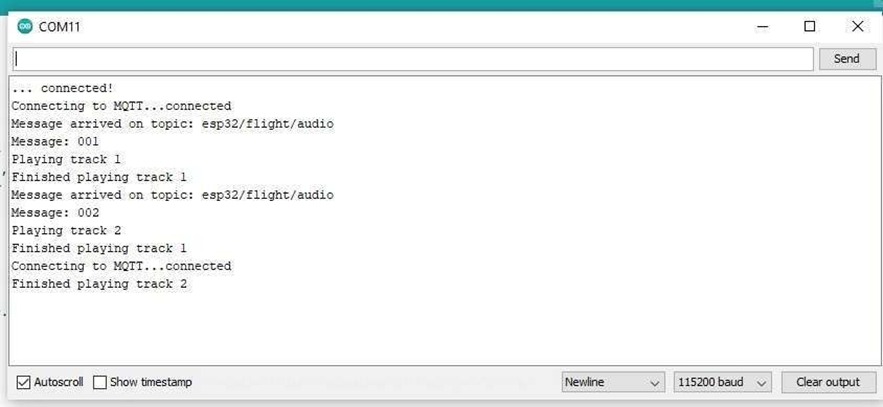 COM11
Send
... connected!
Connecting to MQTT...connected
Message arrived on topic: esp32/flight/audio
Message: 001
Playing track 1
Finished playing track 1
Message arrived on topic: esp32/flight/audio
Message: 002
Playing track 2
Finished playing track 1
Connecting to MQTT...connected
Finished playing track 2
Autoscroll Show timestamp Newline 115200 baud Clear output